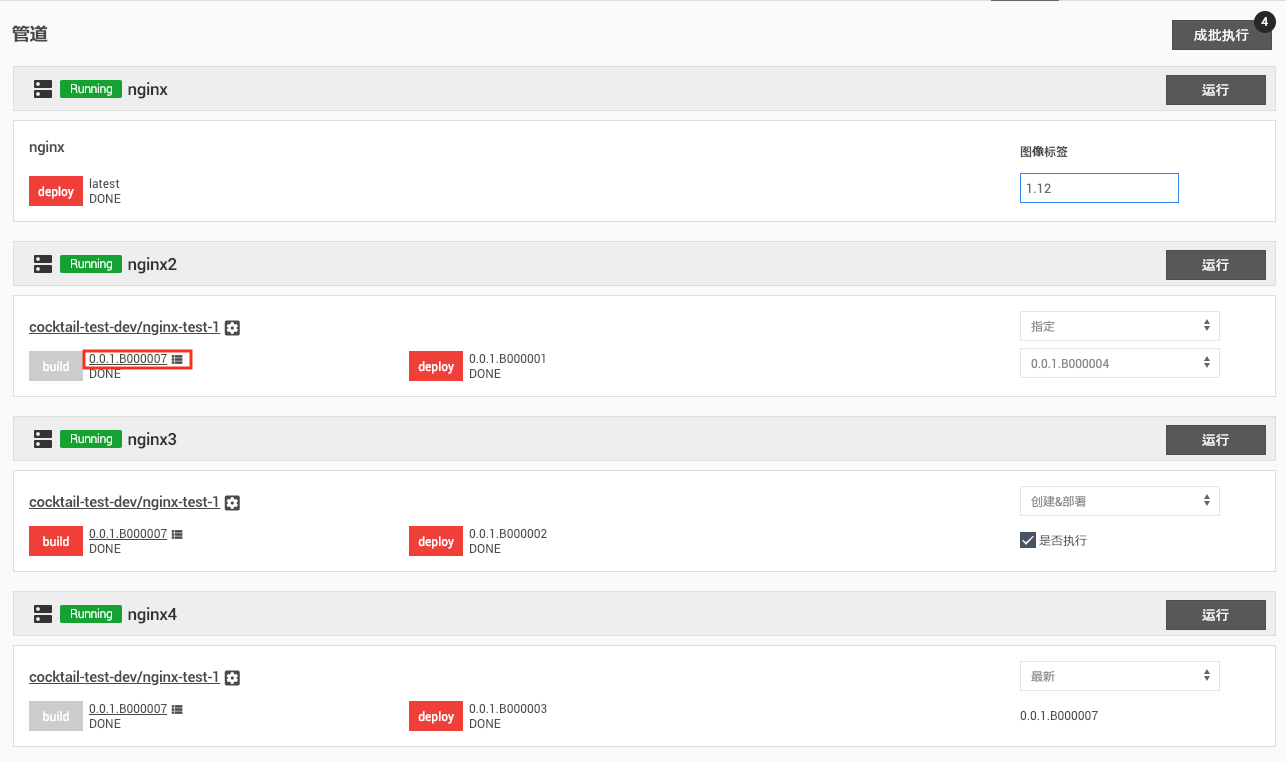 管道
成批执行
4
Running nginx
运行
nginx
图像标签
deploy
latest
DONE
1.12
Running nginx2
运行
cocktail-test-dev/nginx-test-1
指定
build
0.0.1.B000007
DONE
deploy
0.0.1.B000001
DONE
0.0.1.B000004
Running nginx3
运行
cocktail-test-dev/nginx-test-1
创建&部署
build
0.0.1.B000007
DONE
deploy
0.0.1.B000002
DONE
是否执行
Running nginx4
运行
cocktail-test-dev/nginx-test-1
最新
build
0.0.1.B000007
DONE
deploy
0.0.1.B000003
DONE
0.0.1.B000007